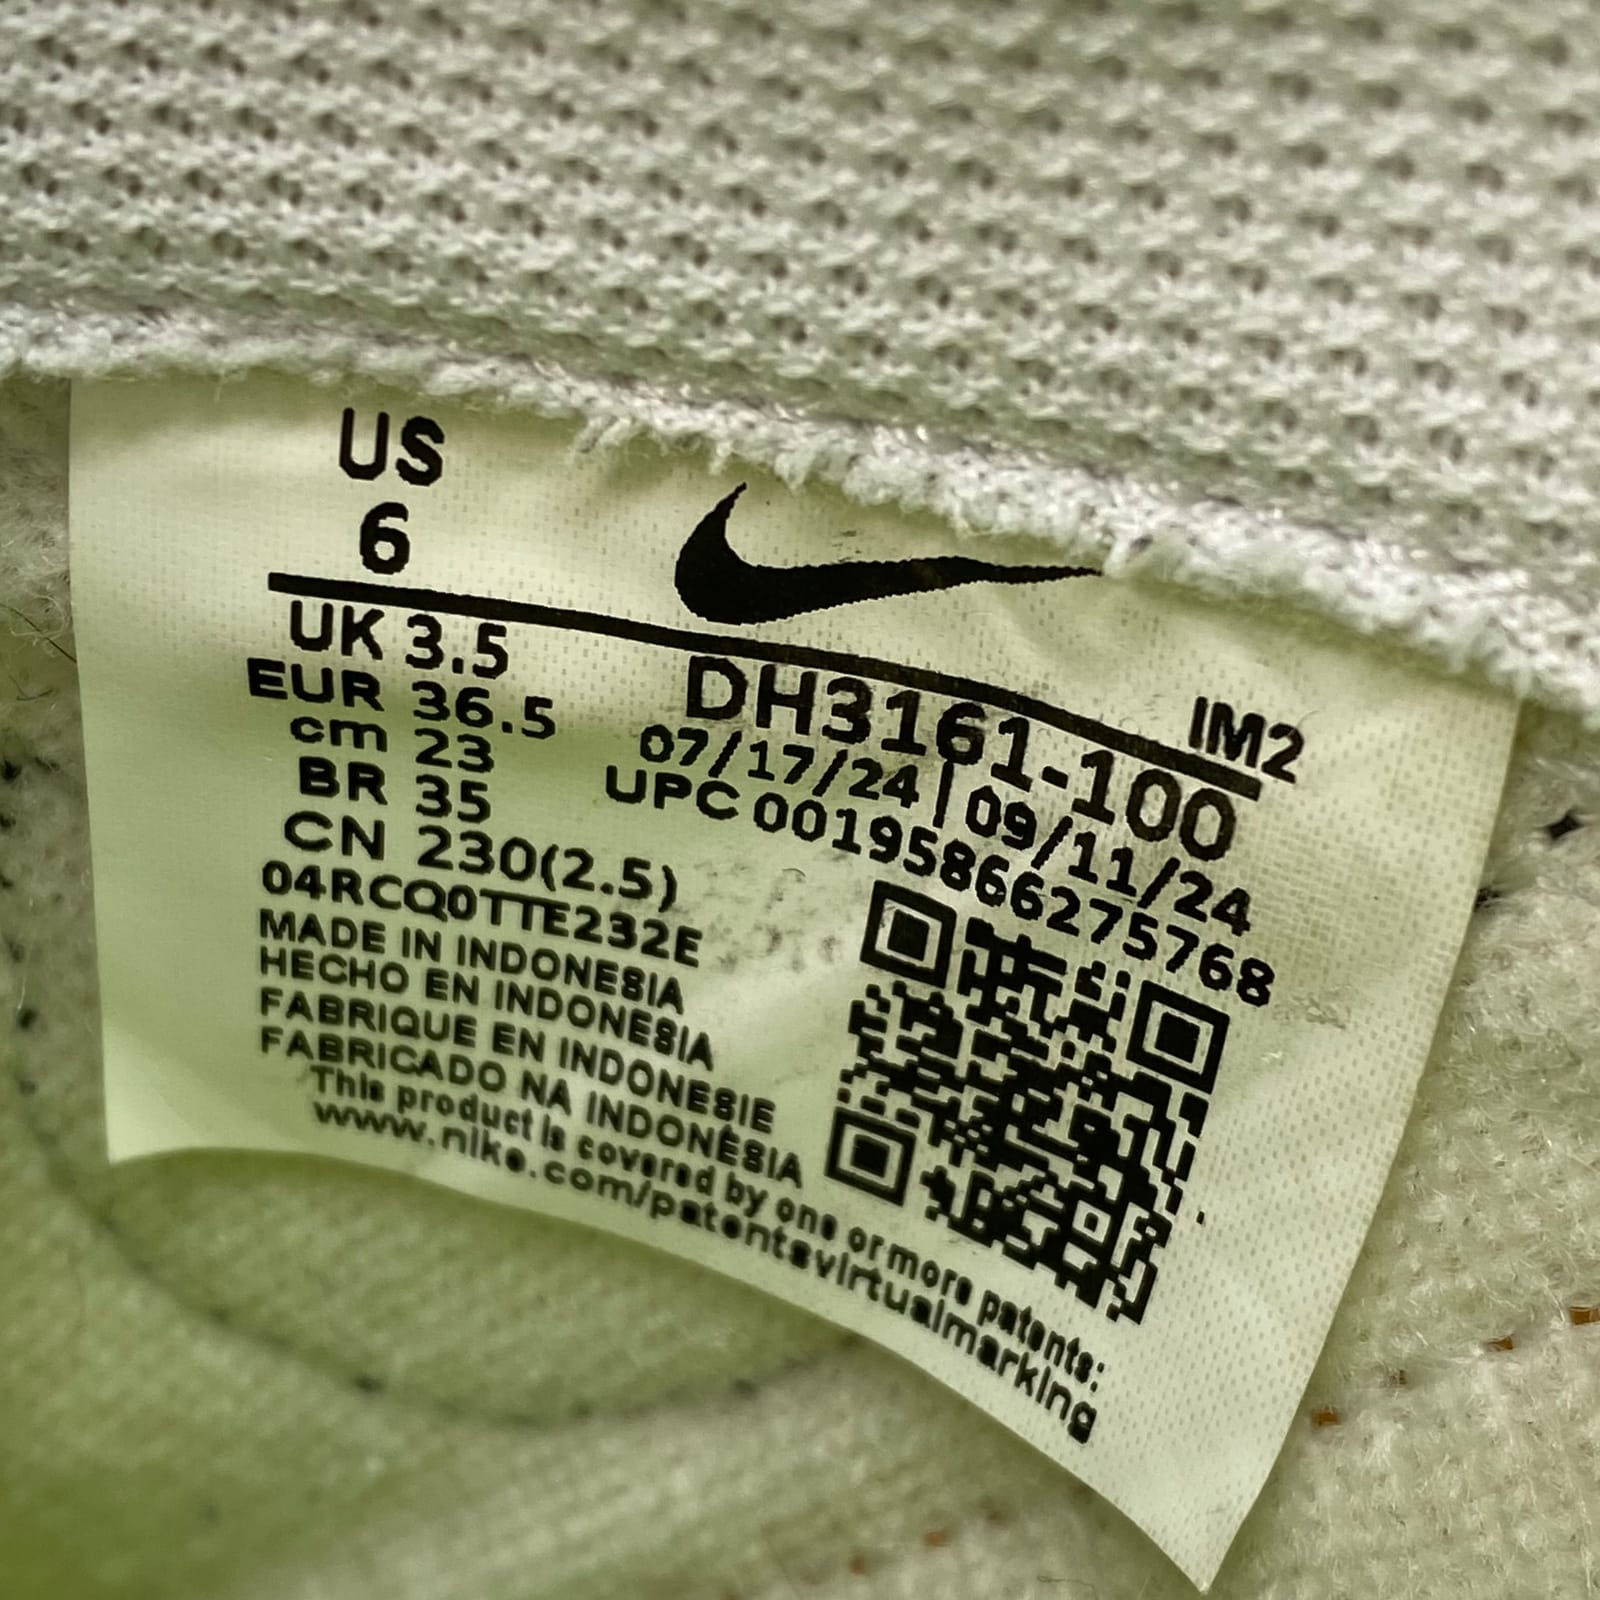 US
6
UK 3.5
EUR 36.5
cm 23
BR 35
CN 230(2.5)
04RCQ0TTE232E
MADE IN INDONESIA
HECHO EN INDONESIA
FABRIQUE EN INDONESIE
FABRICADO NA INDONÉSIA
This product is covered by one or more patents:
www.nike.com/patentsvirtualmarking
IM2
DH3161-100
07/17/24 | 09/11/24
UPC 00195866275768